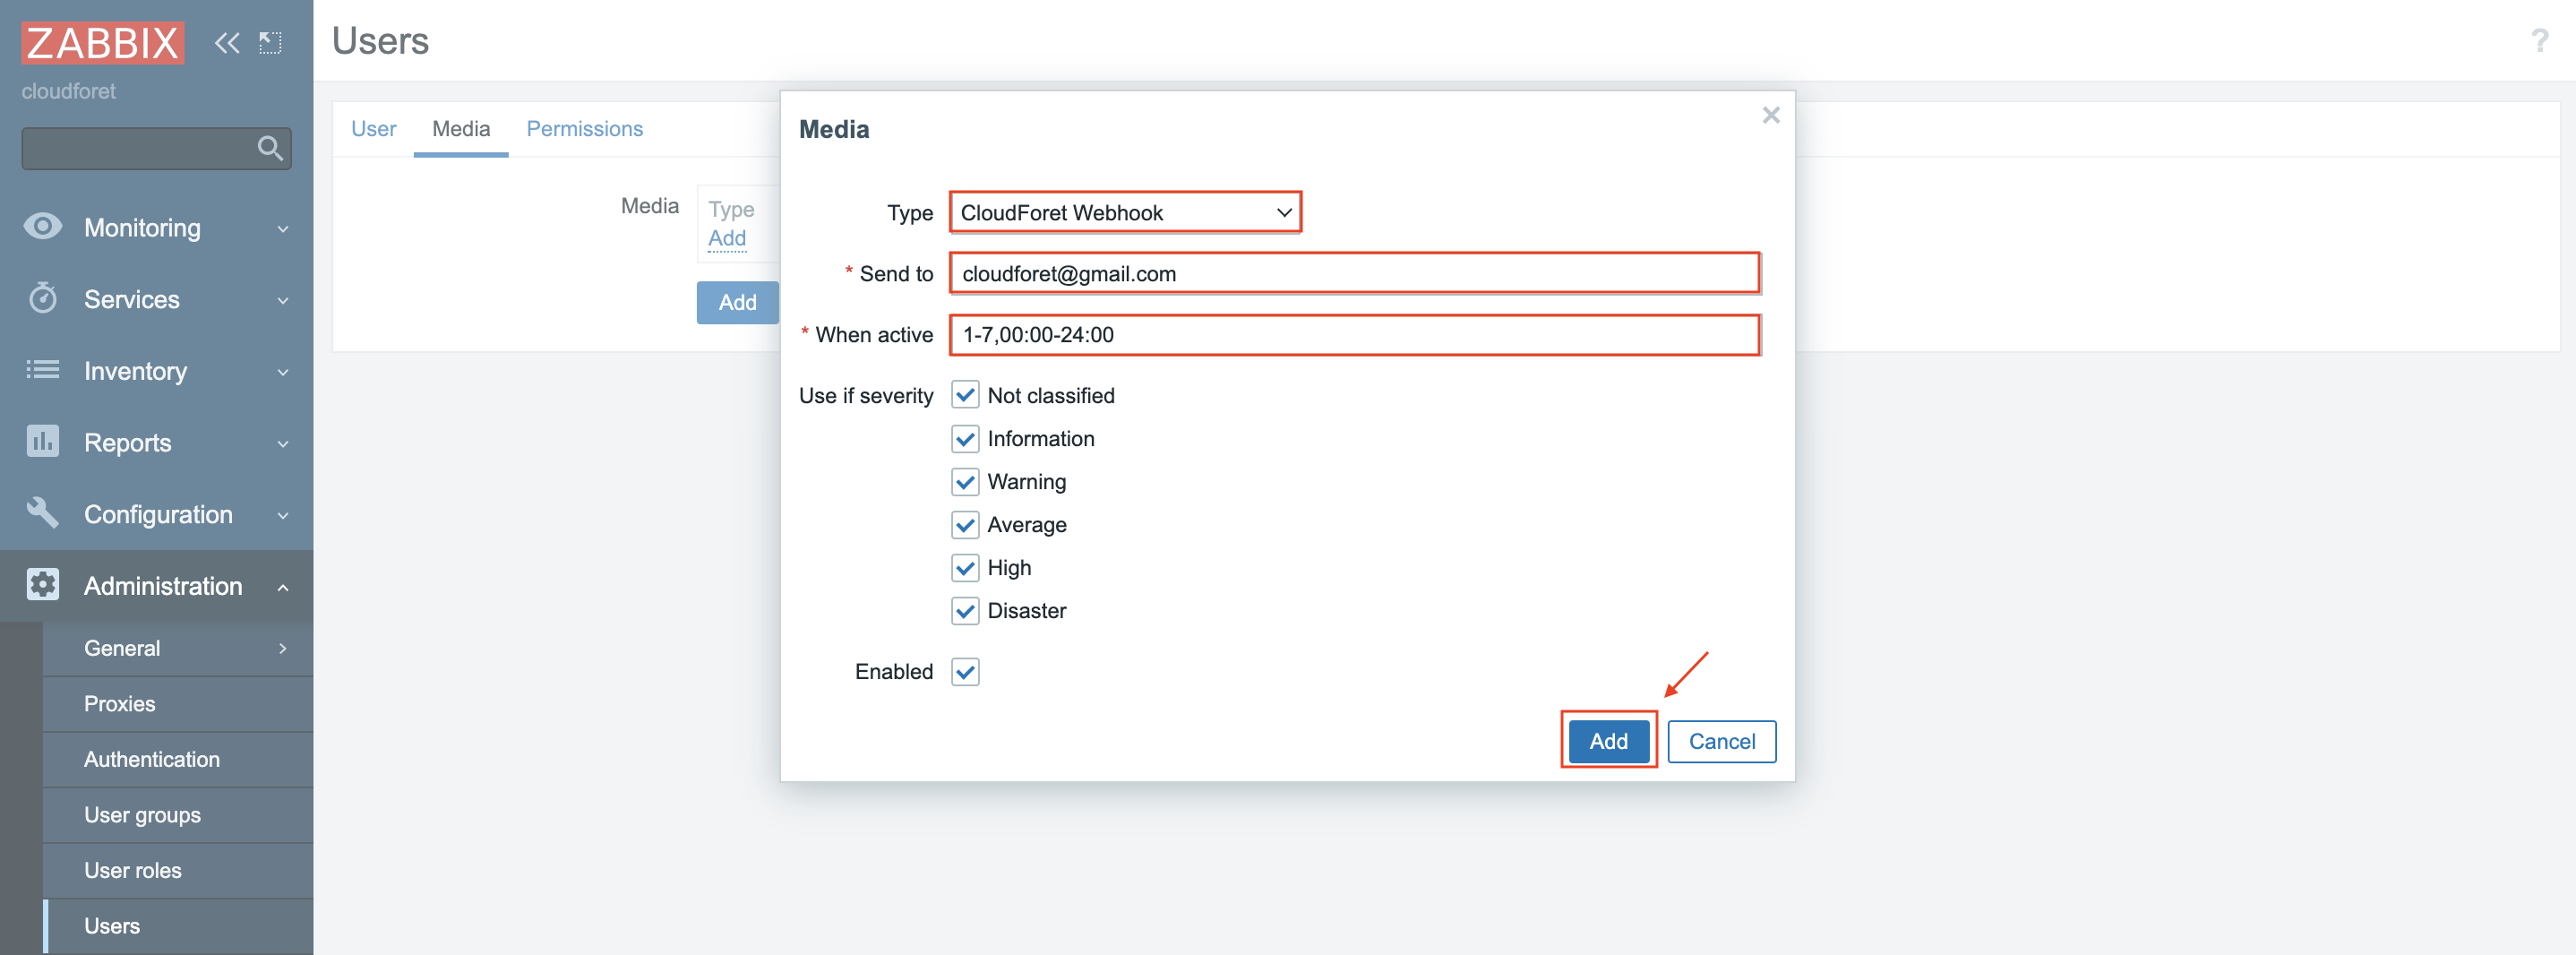 ZABBIX
cloudforet
Monitoring
Services
Inventory
Reports
Configuration
Administration
General
Proxies
Authentication
User groups
User roles
Users
Users
?
User Media Permissions
Media Type
Add
Add
Media
Type CloudForet Webhook
* Send to cloudforet@gmail.com
* When active 1-7,00:00-24:00
Use if severity Not classified
Information
Warning
Average
High
Disaster
Enabled
Add Cancel